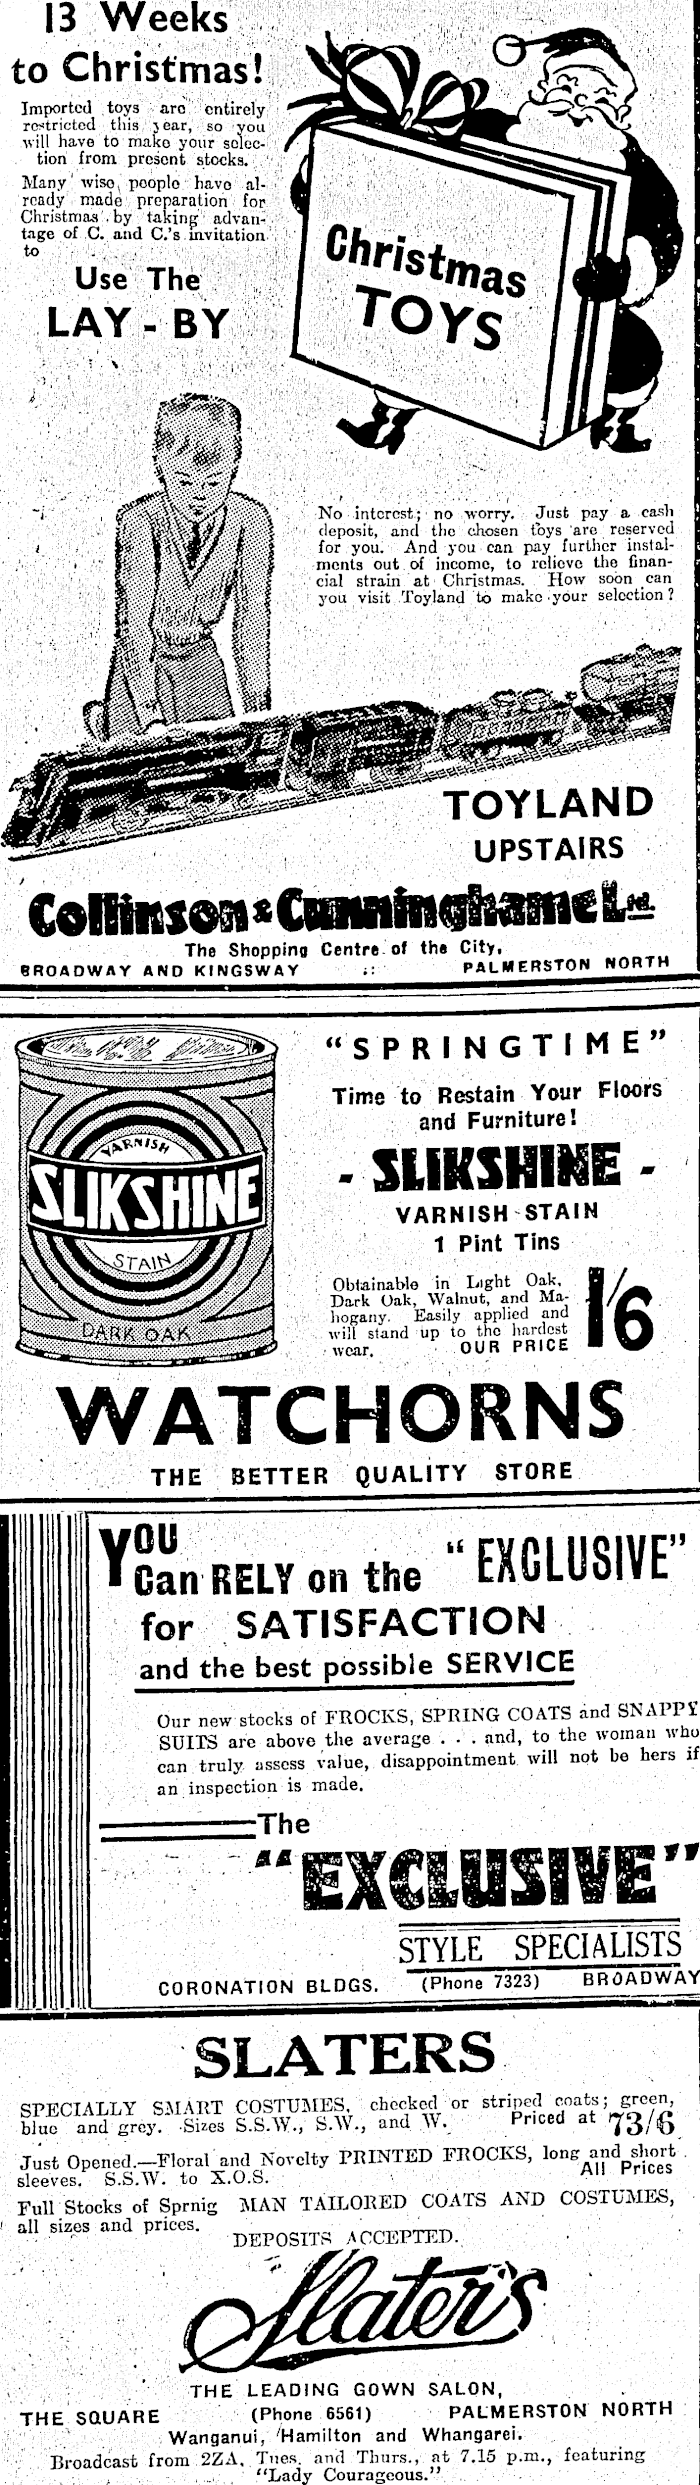 13 Weeks
to Christmas!
Imported toys are entirely
restricted this year, so you
will have to make your selec-
tion from present stocks.
Many wise people have al-
ready made preparation for
Christmas by taking advan-
tage of C. and C.'s invitation
to
Use The
LAY-BY
Christmas
TOYS
No interest; no worry. Just pay a cash
deposit, and the chosen toys are reserved
for you. And you can pay further instal-
ments out of income, to relieve the finan-
cial strain at Christmas. How soon can
you visit Toyland to make your selection?
TOYLAND
UPSTAIRS
Collinson & Cunninghame Ltd.
The Shopping Centre of the City,
BROADWAY AND KINGSWAY :: PALMERSTON NORTH
VARNISH
SLIKSHINE
STAIN
DARK OAK
"SPRINGTIME"
Time to Restain Your Floors
and Furniture!
- SLIKSHINE -
VARNISH STAIN
1 Pint Tins
Obtainable in Light Oak,
Dark Oak, Walnut, and Ma-
hogany. Easily applied and
will stand up to the hardest
wear. OUR PRICE 1/6
WATCHORNS
THE BETTER QUALITY STORE
YOU
Can RELY on the "EXCLUSIVE"
for SATISFACTION
and the best possible SERVICE
Our new stocks of FROCKS, SPRING COATS and SNAPPY
SUITS are above the average . . . and, to the woman who
can truly assess value, disappointment will not be hers if
an inspection is made.
The
"EXCLUSIVE"
STYLE SPECIALISTS
CORONATION BLDGS. (Phone 7323) BROADWAY
SLATERS
SPECIALLY SMART COSTUMES, checked or striped coats; green,
blue and grey. Sizes S.S.W., S.W., and W. Priced at 73/6
Just Opened.—Floral and Novelty PRINTED FROCKS, long and short
sleeves. S.S.W. to X.O.S. All Prices
Full Stocks of Sprnig MAN TAILORED COATS AND COSTUMES,
all sizes and prices.
DEPOSITS ACCEPTED.
Slater's
THE LEADING GOWN SALON,
THE SQUARE (Phone 6561) PALMERSTON NORTH
Wanganui, Hamilton and Whangarei.
Broadcast from 2ZA, Tues. and Thurs., at 7.15 p.m., featuring
"Lady Courageous."